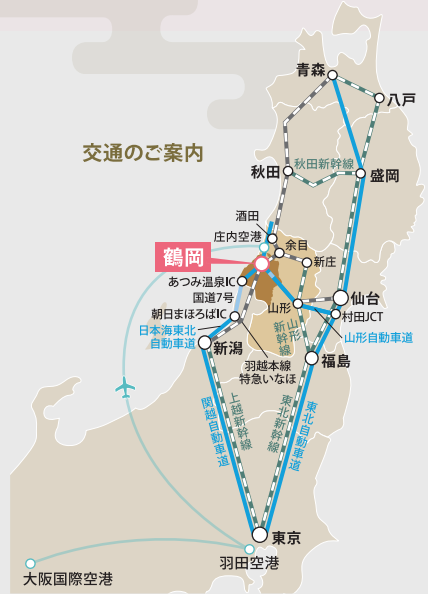 青森
八戸
交通のご案内
秋田新幹線
秋田
盛岡
酒田
庄内空港
余目
鶴岡
新庄
あつみ温泉IC
国道7号
仙台
山形
朝日まほろばIC
村田JCT
日本海東北
自動車道
山形
新幹線
山形自動車道
新潟
羽越本線
特急いなほ
福島
関越自動車道
上越新幹線
東北新幹線
東北自動車道
東京
羽田空港
大阪国際空港